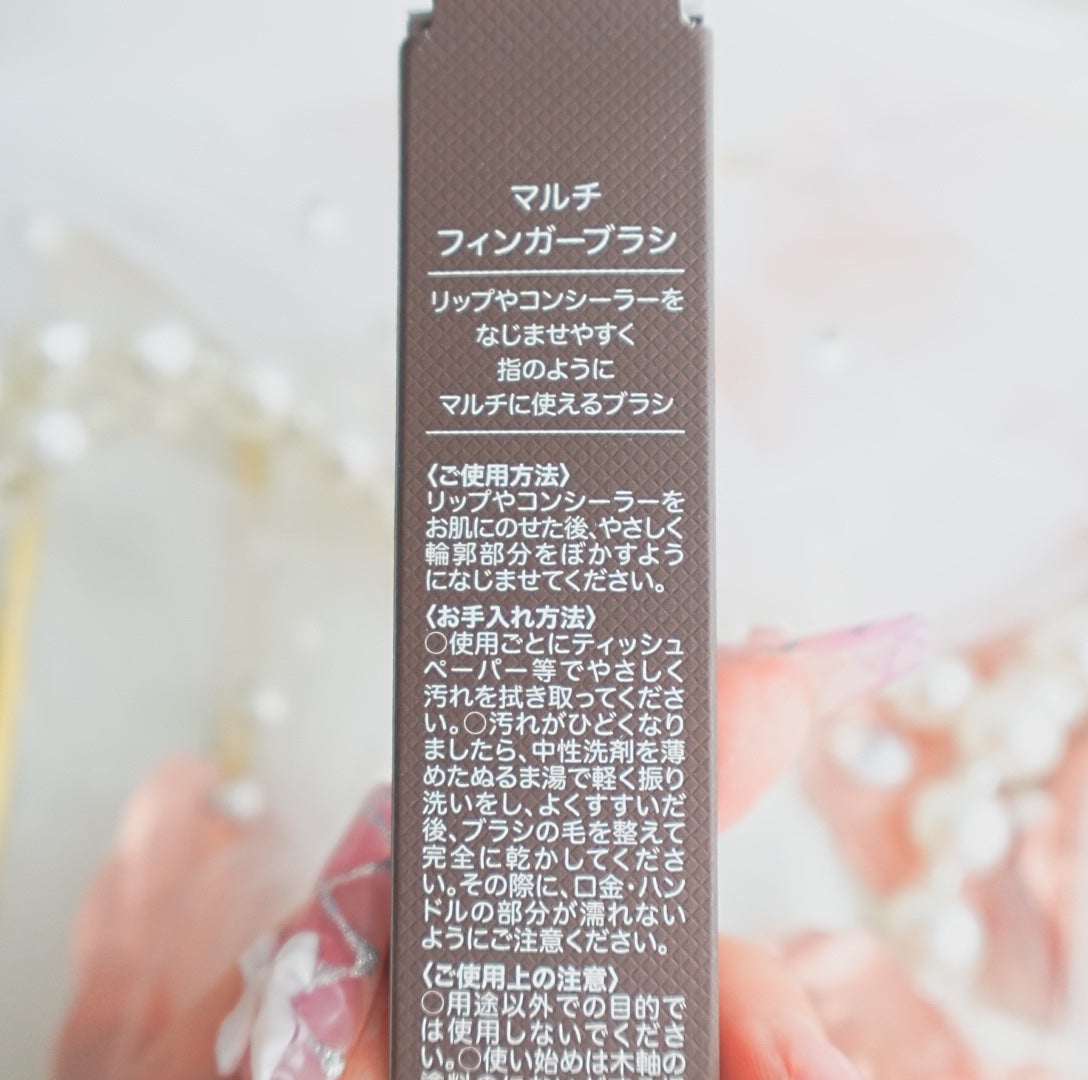 マルチ
フィンガーブラシ
リップやコンシーラーを
なじませやすく
指のように
マルチに使えるブラシ
〈ご使用方法〉
リップやコンシーラーを
お肌にのせた後、やさしく
輪郭部分をぼかすよう
になじませてください。
〈お手入れ方法〉
○使用ごとにティッシュ
ペーパー等でやさしく
汚れを拭き取ってくださ
い。○汚れがひどくなり
ましたら、中性洗剤を薄
めたぬるま湯で軽く振り
洗いをし、よくすすいだ
後、ブラシの毛を整えて
完全に乾かしてくださ
い。その際に、口金・ハン
ドルの部分が濡れない
ようにご注意ください。
〈ご使用上の注意〉
○用途以外での目的で
は使用しないでくださ
い。○使い始めは木軸の